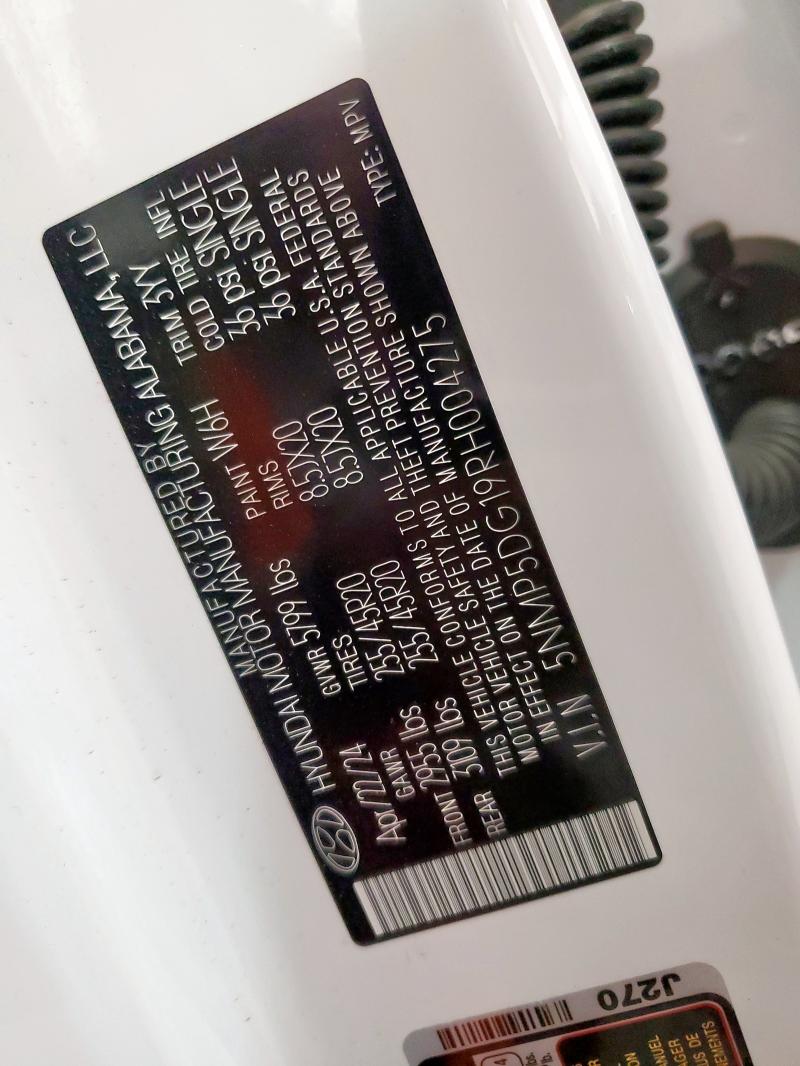 MANUFACTURED BY
HYUNDAI MOTOR MANUFACTURING ALABAMA, LLC
Apl/22/24 GVWR 5799 lbs PAINT W6H TRIM 3YY
GAWR TIRES RIMS COLD TIRE INFL.
FRONT 2955 lbs 255/45R20 8.5JX20 36 psi. SINGLE
REAR 3109 lbs 255/45R20 8.5JX20 36 psi. SINGLE
THIS VEHICLE CONFORMS TO ALL APPLICABLE U.S.A. FEDERAL
MOTOR VEHICLE SAFETY AND THEFT PREVENTION STANDARDS
IN EFFECT ON THE DATE OF MANUFACTURE SHOWN ABOVE
V.I.N 5NMP5DG19RH004275 TYPE: MPV
J270